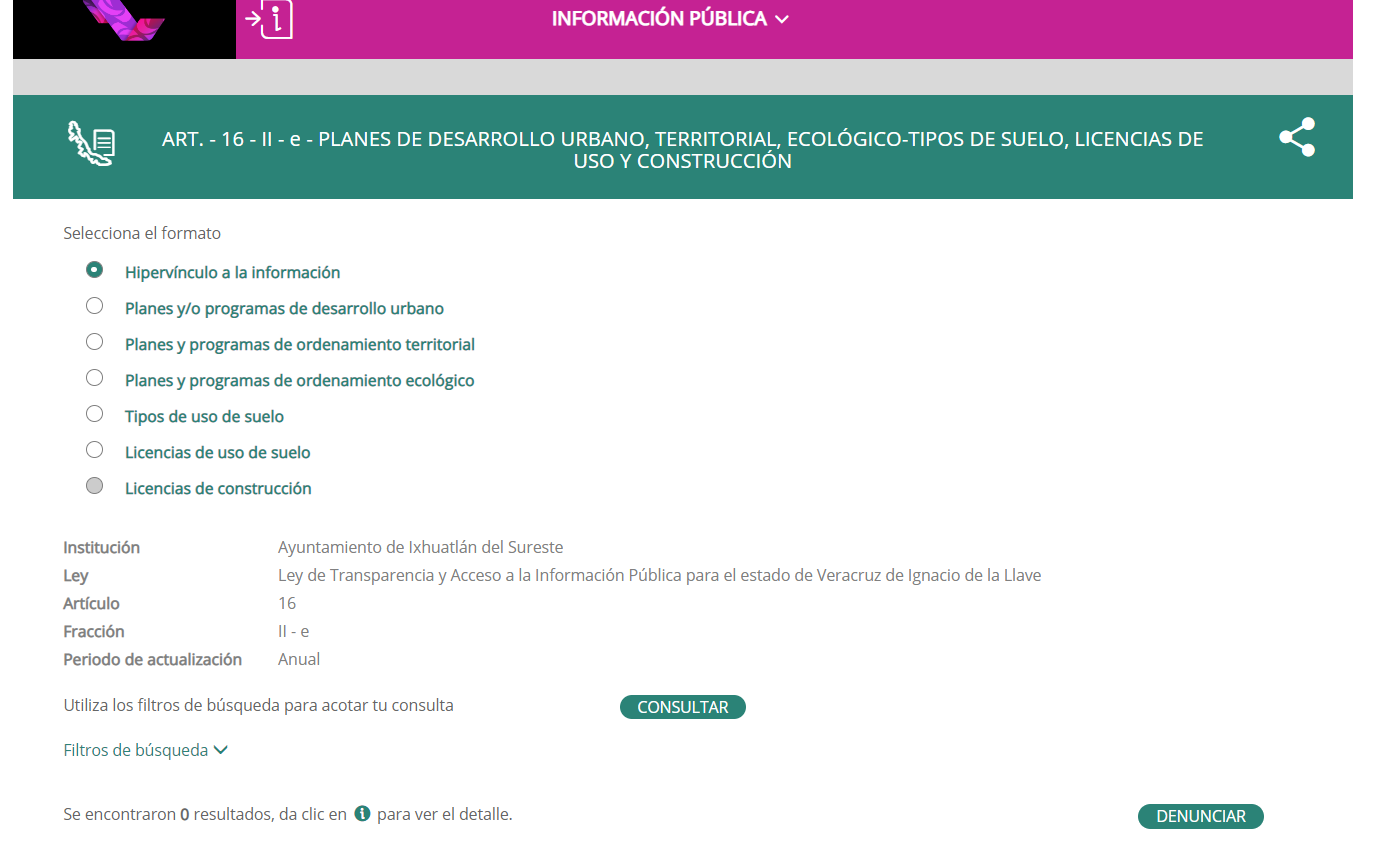 INFORMACIÓN PÚBLICA
ART. - 16 - II - e - PLANES DE DESARROLLO URBANO, TERRITORIAL, ECOLÓGICO-TIPOS DE SUELO, LICENCIAS DE
USO Y CONSTRUCCIÓN
Selecciona el formato
Hipervínculo a la información
Planes y/o programas de desarrollo urbano
Planes y programas de ordenamiento territorial
Planes y programas de ordenamiento ecológico
Tipos de uso de suelo
Licencias de uso de suelo
Licencias de construcción
Institución Ayuntamiento de Ixhuatlán del Sureste
Ley Ley de Transparencia y Acceso a la Información Pública para el estado de Veracruz de Ignacio de la Llave
Artículo 16
Fracción II - e
Periodo de actualización Anual
Utiliza los filtros de búsqueda para acotar tu consulta CONSULTAR
Filtros de búsqueda
Se encontraron 0 resultados, da clic en i para ver el detalle. DENUNCIAR